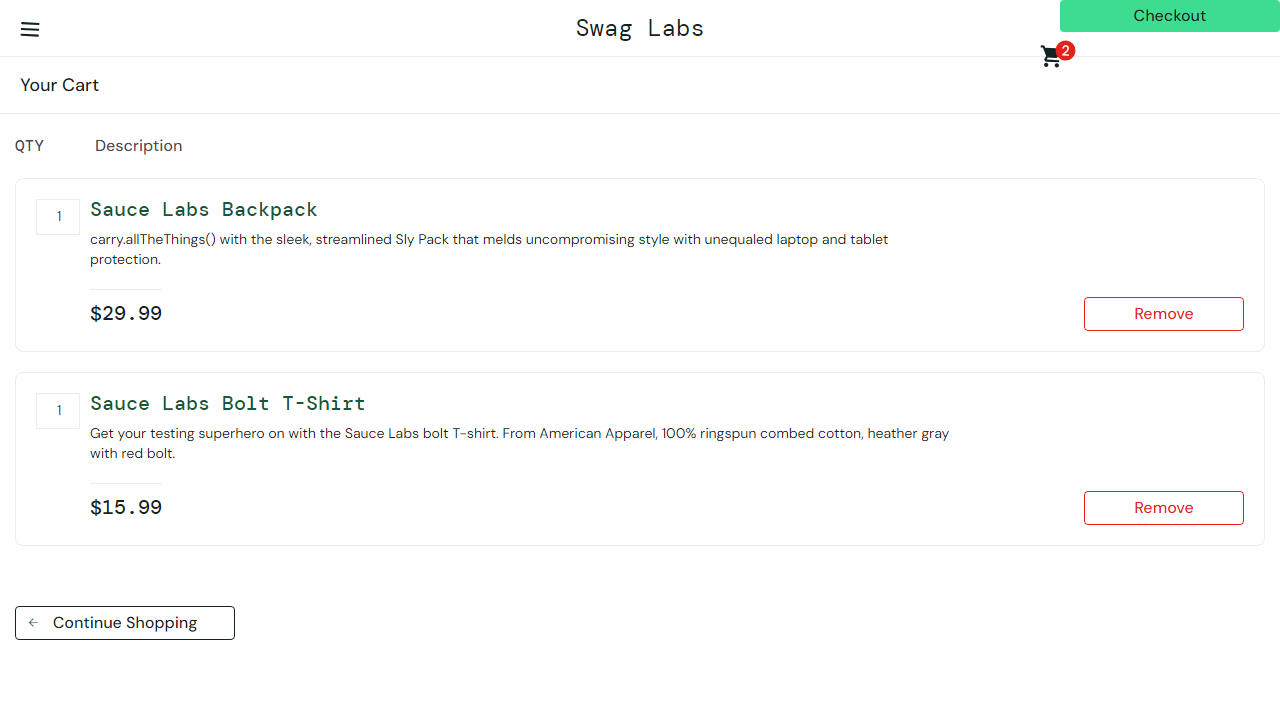 Swag Labs
Checkout
2
Your Cart
QTY Description
1
Sauce Labs Backpack
carry.allTheThings() with the sleek, streamlined Sly Pack that melds uncompromising style with unequaled laptop and tablet
protection.
$29.99
Remove
1
Sauce Labs Bolt T-Shirt
Get your testing superhero on with the Sauce Labs bolt T-shirt. From American Apparel, 100% ringspun combed cotton, heather gray
with red bolt.
$15.99
Remove
Continue Shopping